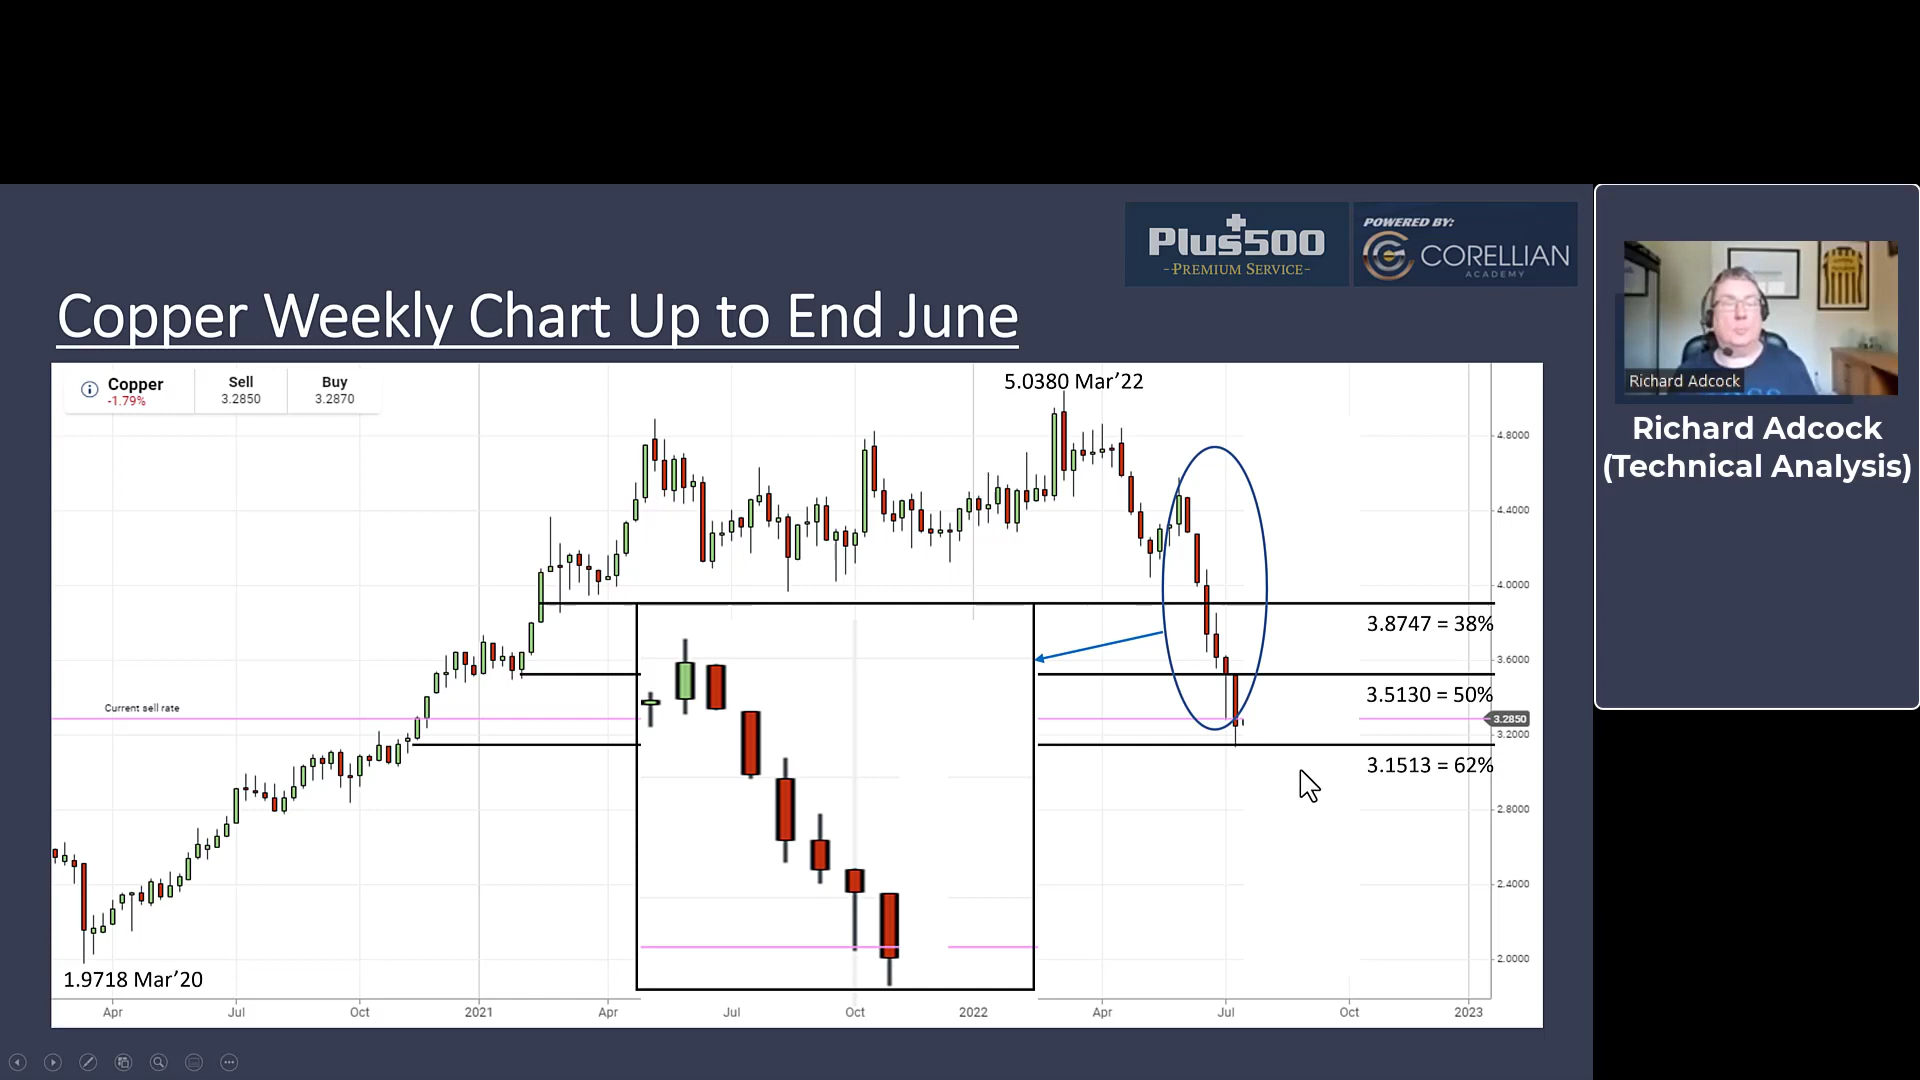 Plus500
-PREMIUM SERVICE-
POWERED BY:
CORELLIAN
ACADEMY
Copper Weekly Chart Up to End June
Copper
-1.79%
Sell
3.2850
Buy
3.2870
5.0380 Mar'22
4.8000
4.4000
4.0000
3.8747 = 38%
3.6000
3.5130 = 50%
Current sell rate
3.2850
3.2000
3.1513 = 62%
2.8000
2.4000
2.0000
1.9718 Mar'20
Apr
Jul
Oct
2021
Apr
Jul
Oct
2022
Apr
Jul
Oct
2023
Richard Adcock
Richard Adcock
(Technical Analysis)